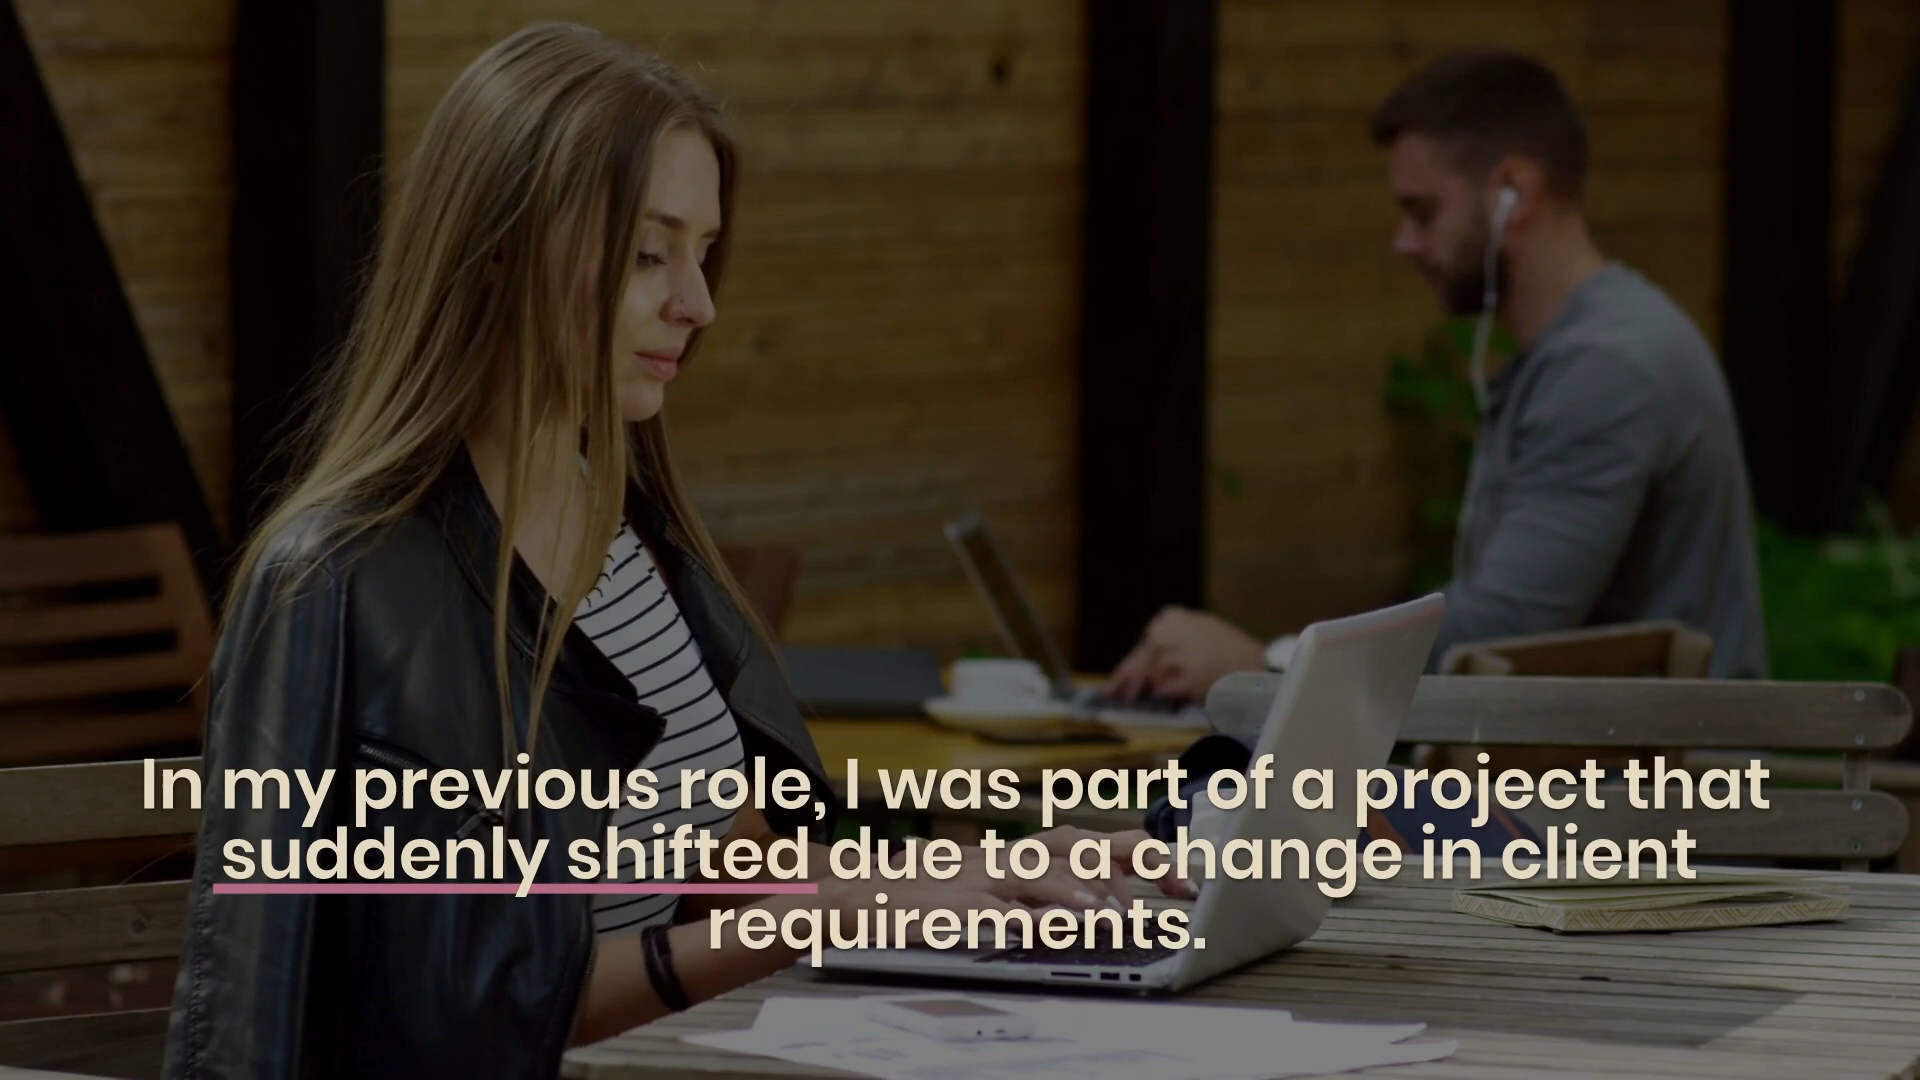 In my previous role, I was part of a project that
suddenly shifted due to a change in client
requirements.